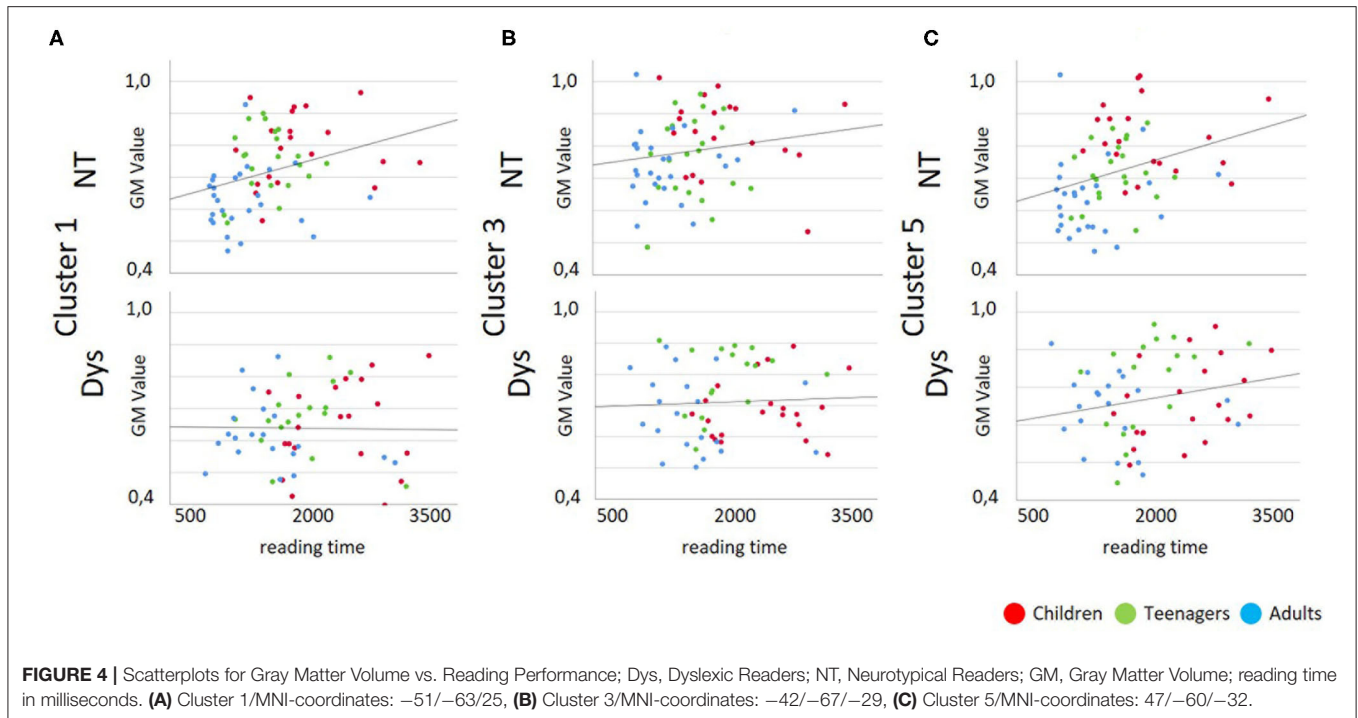 A
B
C
Cluster 1
NT
Dys
GM Value
1,0
0,4
GM Value
1,0
0,4
500 2000 3500
reading time
Cluster 3
NT
Dys
GM Value
1,0
0,4
GM Value
1,0
0,4
500 2000 3500
reading time
Cluster 5
NT
Dys
GM Value
1,0
0,4
GM Value
1,0
0,4
500 2000 3500
reading time
Children Teenagers Adults
FIGURE 4 | Scatterplots for Gray Matter Volume vs. Reading Performance; Dys, Dyslexic Readers; NT, Neurotypical Readers; GM, Gray Matter Volume; reading time
in milliseconds. (A) Cluster 1/MNI-coordinates: −51/−63/25, (B) Cluster 3/MNI-coordinates: −42/−67/−29, (C) Cluster 5/MNI-coordinates: 47/−60/−32.